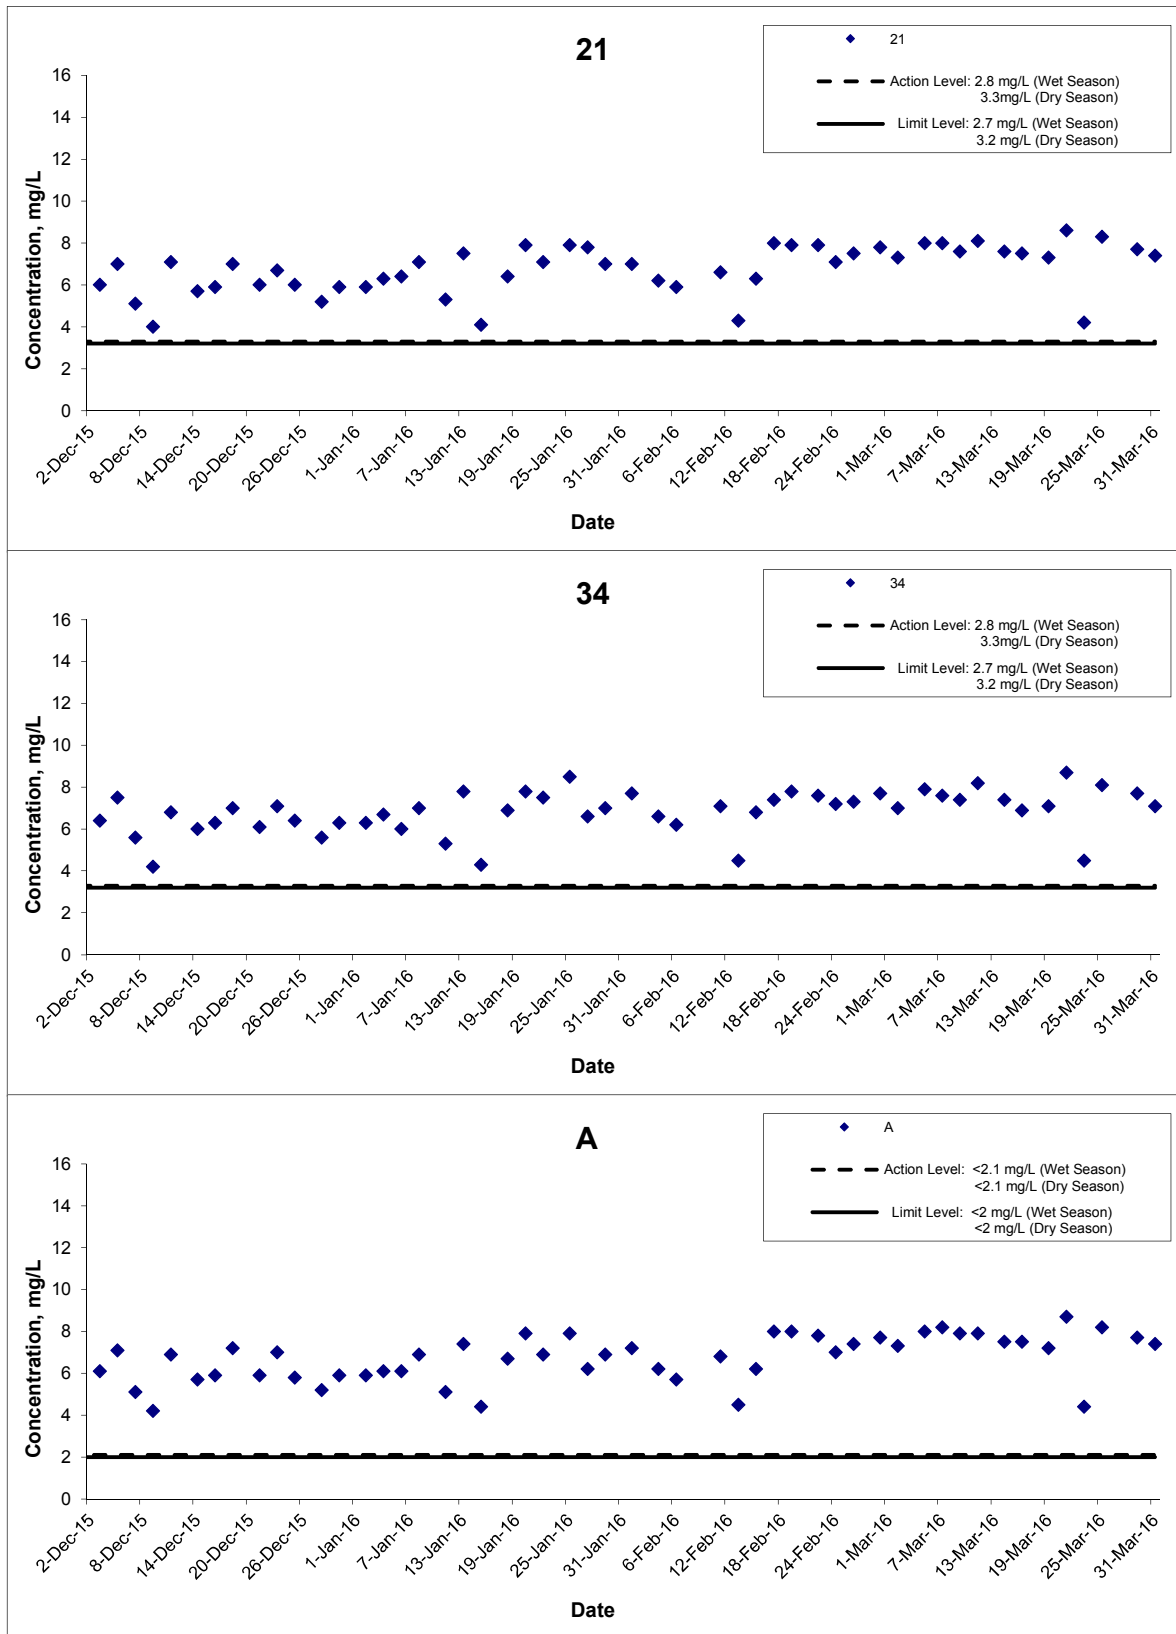 21
21
Action Level: 2.8 mg/L (Wet Season)
3.3mg/L (Dry Season)
Limit Level: 2.7 mg/L (Wet Season)
3.2 mg/L (Dry Season)
Concentration, mg/L
16
14
12
10
8
6
4
2
0
2-Dec-15
8-Dec-15
14-Dec-15
20-Dec-15
26-Dec-15
1-Jan-16
7-Jan-16
13-Jan-16
19-Jan-16
25-Jan-16
31-Jan-16
6-Feb-16
12-Feb-16
18-Feb-16
24-Feb-16
1-Mar-16
7-Mar-16
13-Mar-16
19-Mar-16
25-Mar-16
31-Mar-16
Date
34
34
Action Level: 2.8 mg/L (Wet Season)
3.3mg/L (Dry Season)
Limit Level: 2.7 mg/L (Wet Season)
3.2 mg/L (Dry Season)
Concentration, mg/L
16
14
12
10
8
6
4
2
0
2-Dec-15
8-Dec-15
14-Dec-15
20-Dec-15
26-Dec-15
1-Jan-16
7-Jan-16
13-Jan-16
19-Jan-16
25-Jan-16
31-Jan-16
6-Feb-16
12-Feb-16
18-Feb-16
24-Feb-16
1-Mar-16
7-Mar-16
13-Mar-16
19-Mar-16
25-Mar-16
31-Mar-16
Date
A
A
Action Level: <2.1 mg/L (Wet Season)
<2.1 mg/L (Dry Season)
Limit Level: <2 mg/L (Wet Season)
<2 mg/L (Dry Season)
Concentration, mg/L
16
14
12
10
8
6
4
2
0
2-Dec-15
8-Dec-15
14-Dec-15
20-Dec-15
26-Dec-15
1-Jan-16
7-Jan-16
13-Jan-16
19-Jan-16
25-Jan-16
31-Jan-16
6-Feb-16
12-Feb-16
18-Feb-16
24-Feb-16
1-Mar-16
7-Mar-16
13-Mar-16
19-Mar-16
25-Mar-16
31-Mar-16
Date